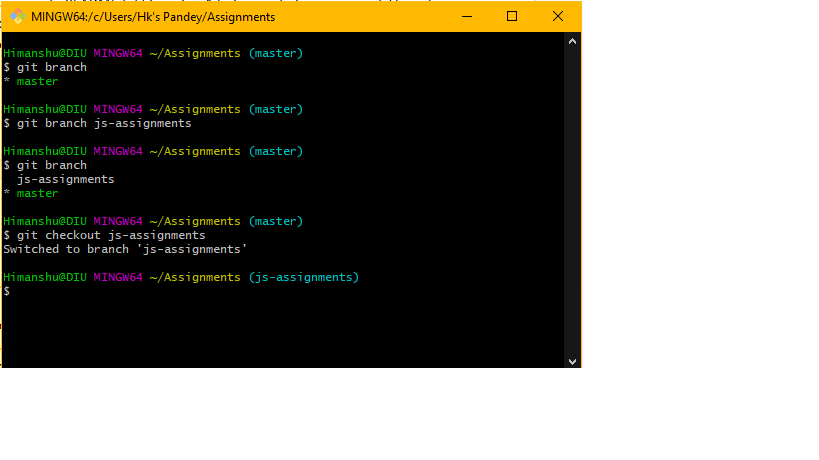 MINGW64:/c/Users/Hk's Pandey/Assignments
Himanshu@DIU MINGW64 ~/Assignments (master)
$ git branch
* master
Himanshu@DIU MINGW64 ~/Assignments (master)
$ git branch js-assignments
Himanshu@DIU MINGW64 ~/Assignments (master)
$ git branch
  js-assignments
* master
Himanshu@DIU MINGW64 ~/Assignments (master)
$ git checkout js-assignments
Switched to branch 'js-assignments'
Himanshu@DIU MINGW64 ~/Assignments (js-assignments)
$